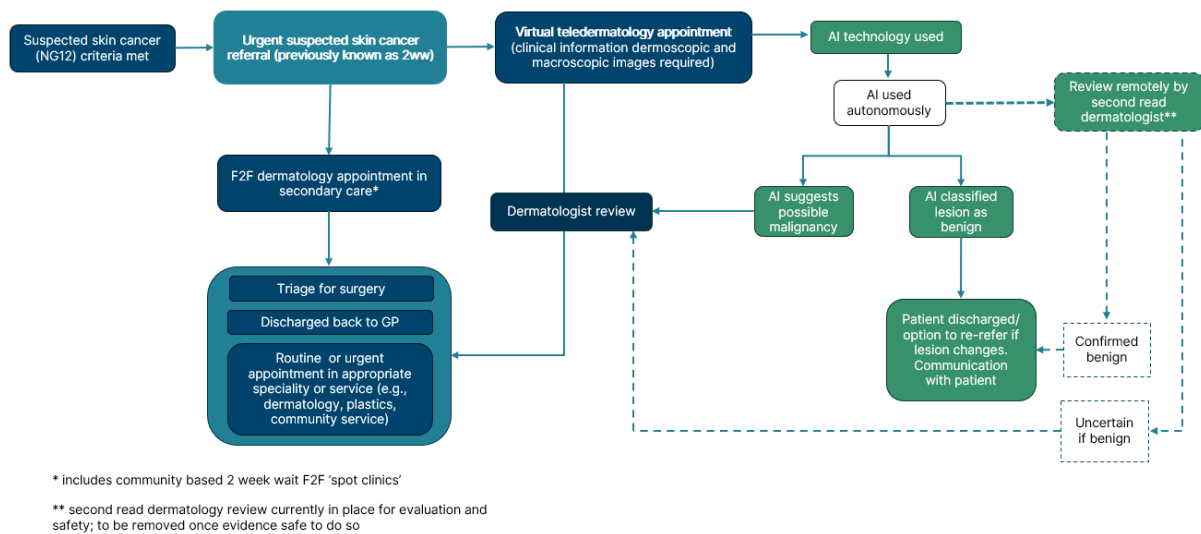 Suspected skin cancer
(NG12) criteria met
Urgent suspected skin cancer
referral (previously known as 2ww)
Virtual teledermatology appointment
(clinical information dermoscopic and
macroscopic images required)
AI technology used
AI used
autonomously
Review remotely by
second read
dermatologist**
F2F dermatology appointment in
secondary care*
Dermatologist review
AI suggests
possible
malignancy
AI classified
lesion as
benign
Triage for surgery
Discharged back to GP
Routine or urgent
appointment in appropriate
speciality or service (e.g.,
dermatology, plastics,
community service)
Patient discharged/
option to re-refer if
lesion changes.
Communication
with patient
Confirmed
benign
Uncertain
if benign
* includes community based 2 week wait F2F ‘spot clinics’
** second read dermatology review currently in place for evaluation and
safety; to be removed once evidence safe to do so